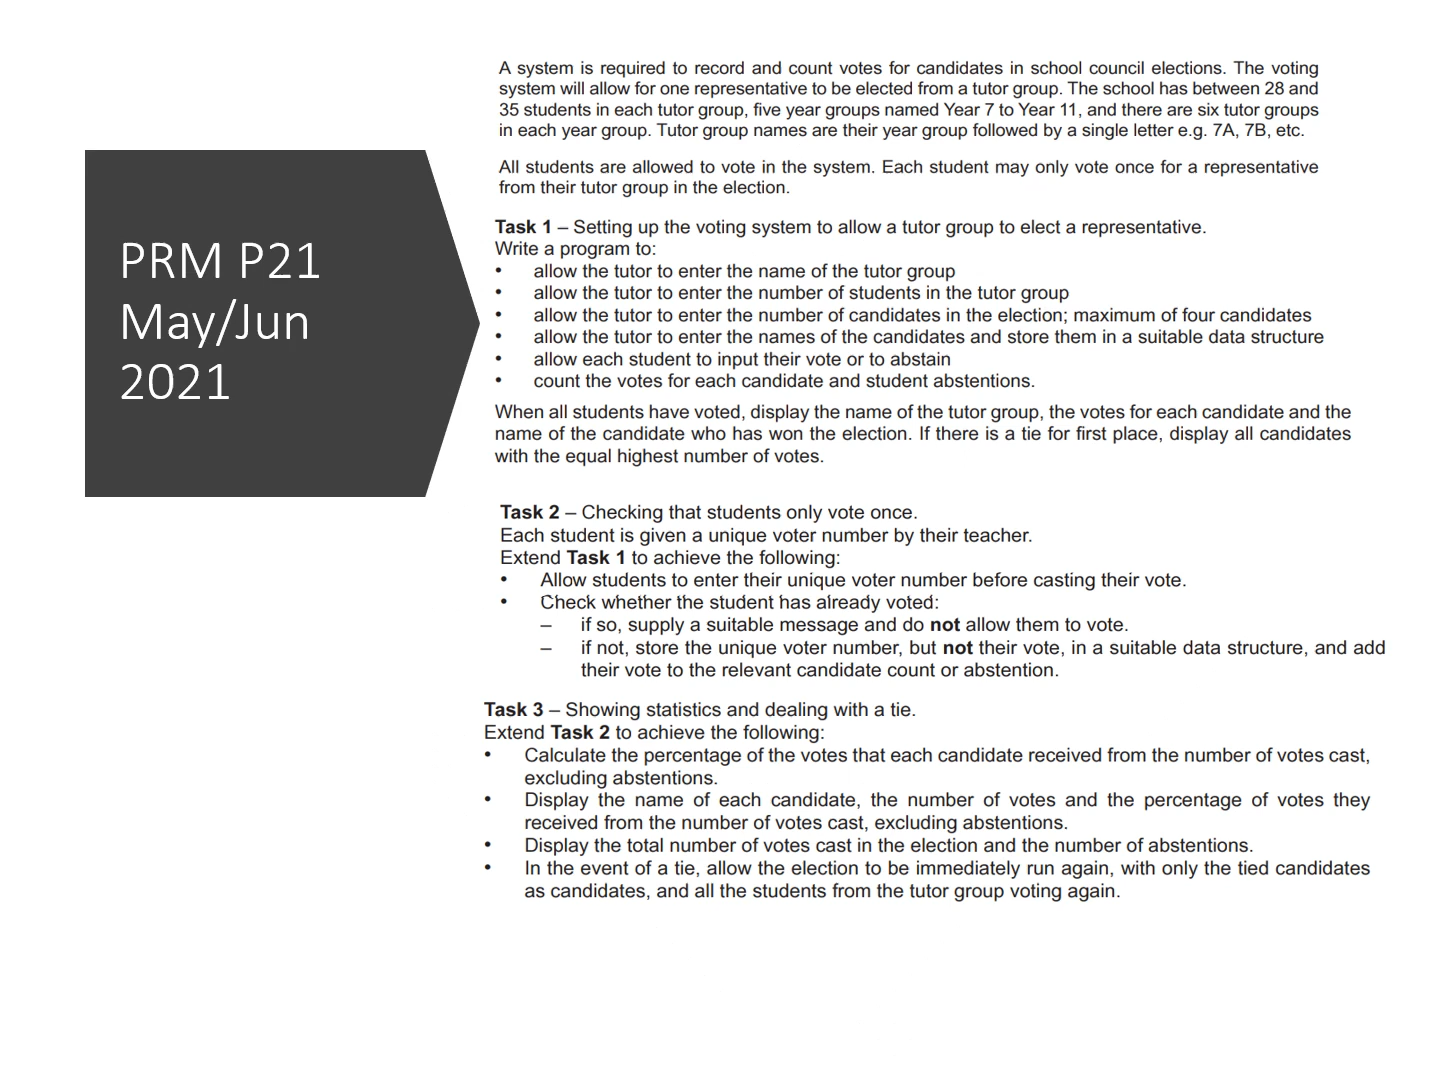 PRM P21
May/Jun
2021
A system is required to record and count votes for candidates in school council elections. The voting
system will allow for one representative to be elected from a tutor group. The school has between 28 and
35 students in each tutor group, five year groups named Year 7 to Year 11, and there are six tutor groups
in each year group. Tutor group names are their year group followed by a single letter e.g. 7A, 7B, etc.
All students are allowed to vote in the system. Each student may only vote once for a representative
from their tutor group in the election.
Task 1 – Setting up the voting system to allow a tutor group to elect a representative.
Write a program to:
• allow the tutor to enter the name of the tutor group
• allow the tutor to enter the number of students in the tutor group
• allow the tutor to enter the number of candidates in the election; maximum of four candidates
• allow the tutor to enter the names of the candidates and store them in a suitable data structure
• allow each student to input their vote or to abstain
• count the votes for each candidate and student abstentions.
When all students have voted, display the name of the tutor group, the votes for each candidate and the
name of the candidate who has won the election. If there is a tie for first place, display all candidates
with the equal highest number of votes.
Task 2 – Checking that students only vote once.
Each student is given a unique voter number by their teacher.
Extend Task 1 to achieve the following:
• Allow students to enter their unique voter number before casting their vote.
• Check whether the student has already voted:
– if so, supply a suitable message and do not allow them to vote.
– if not, store the unique voter number, but not their vote, in a suitable data structure, and add
their vote to the relevant candidate count or abstention.
Task 3 – Showing statistics and dealing with a tie.
Extend Task 2 to achieve the following:
• Calculate the percentage of the votes that each candidate received from the number of votes cast,
excluding abstentions.
• Display the name of each candidate, the number of votes and the percentage of votes they
received from the number of votes cast, excluding abstentions.
• Display the total number of votes cast in the election and the number of abstentions.
• In the event of a tie, allow the election to be immediately run again, with only the tied candidates
as candidates, and all the students from the tutor group voting again.